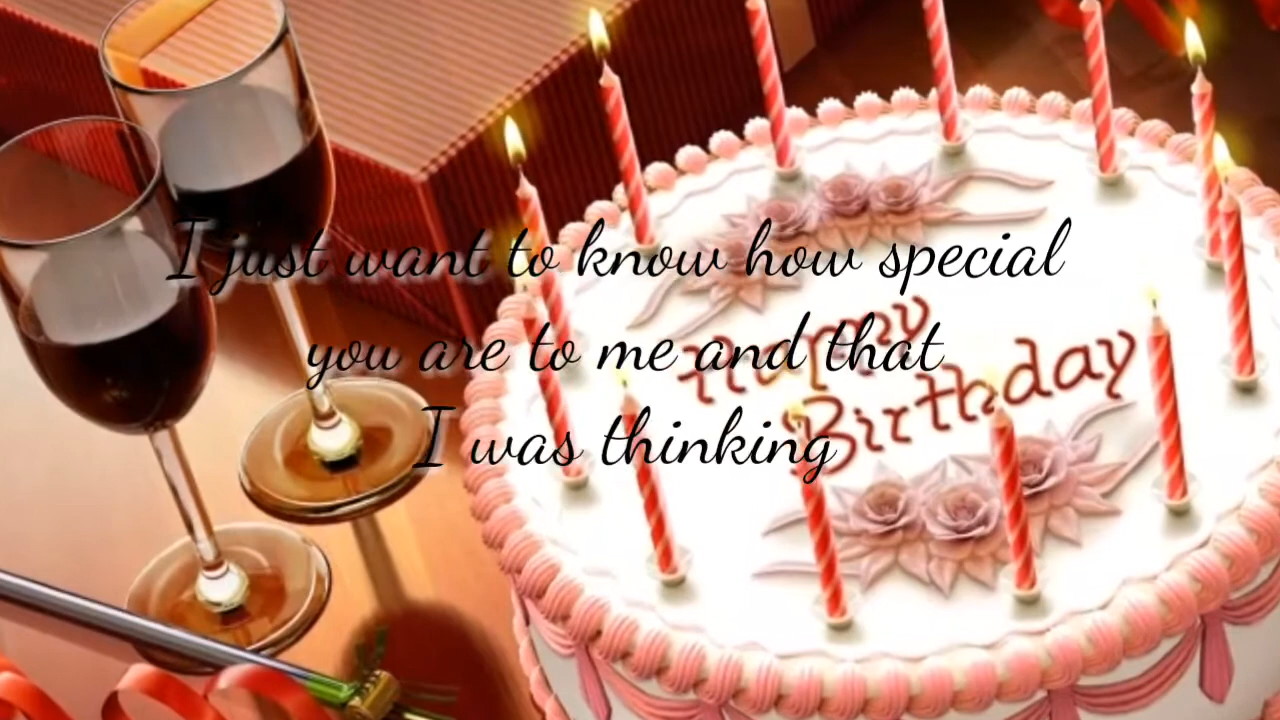 I just want to know how special
you are to me and that
I was thinking
Happy
Birthday